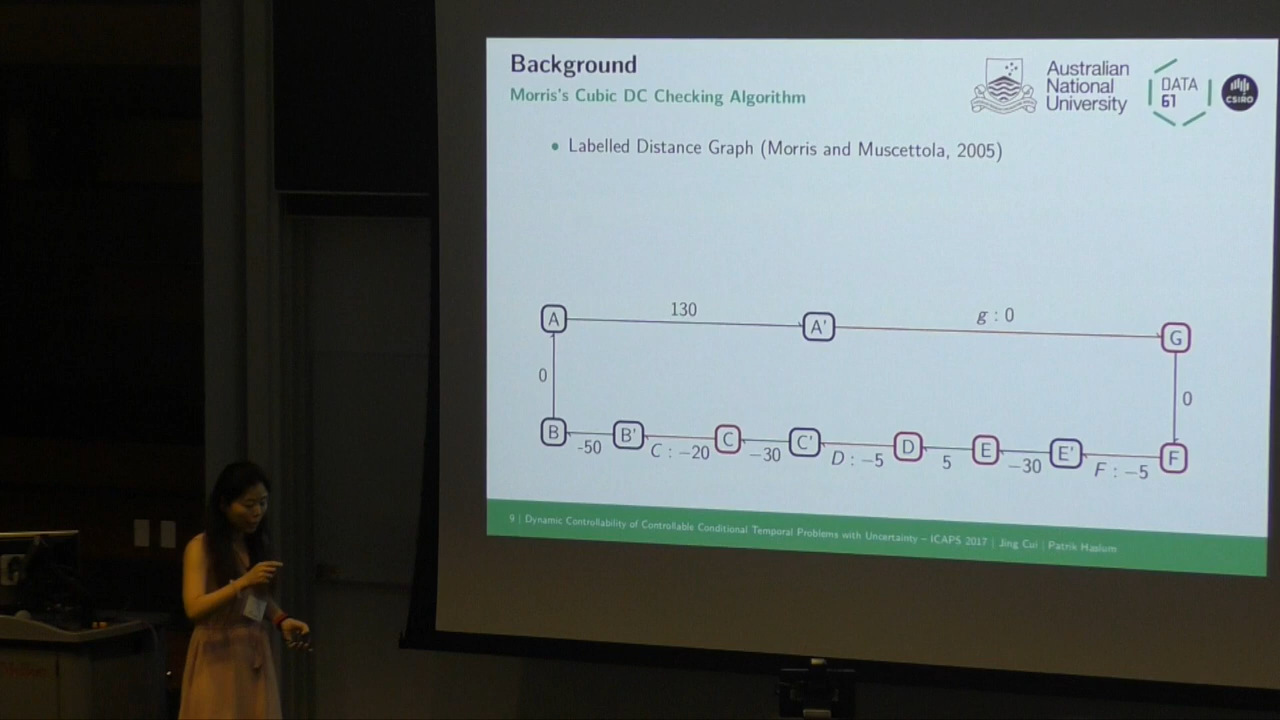 Background
Morris's Cubic DC Checking Algorithm
Australian
National
University
DATA
61
CSIRO
• Labelled Distance Graph (Morris and Muscettola, 2005)
A 130 A' g : 0 G
0 0
B -50 B' C : −20 C −30 C' D : −5 D 5 E −30 E' F : −5 F
9 | Dynamic Controllability of Controllable Conditional Temporal Problems with Uncertainty – ICAPS 2017 | Jing Cui | Patrik Haslum